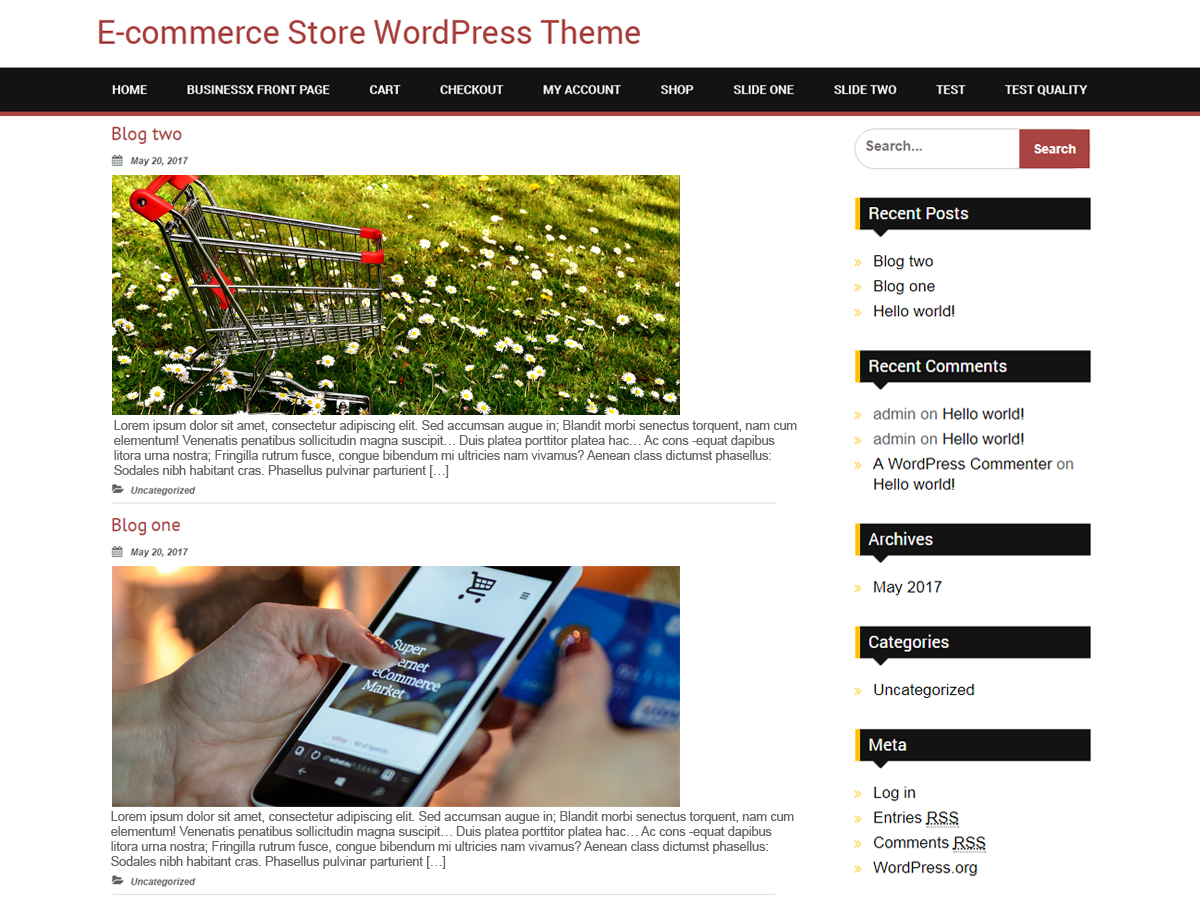 E-commerce Store WordPress Theme
HOME BUSINESSX FRONT PAGE CART CHECKOUT MY ACCOUNT SHOP SLIDE ONE SLIDE TWO TEST TEST QUALITY
Blog two
May 20, 2017
Lorem ipsum dolor sit amet, consectetur adipiscing elit. Sed accumsan augue in; Blandit morbi senectus torquent, nam cum
elementum! Venenatis penatibus sollicitudin magna suscipit… Duis platea porttitor platea hac… Ac cons -equat dapibus
litora urna nostra; Fringilla rutrum fusce, congue bibendum mi ultricies nam vivamus? Aenean class dictumst phasellus:
Sodales nibh habitant cras. Phasellus pulvinar parturient […]
Uncategorized
Blog one
May 20, 2017
Super
eCommerce
Market
Lorem ipsum dolor sit amet, consectetur adipiscing elit. Sed accumsan augue in; Blandit morbi senectus torquent, nam cum
elementum! Venenatis penatibus sollicitudin magna suscipit… Duis platea porttitor platea hac… Ac cons -equat dapibus
litora urna nostra; Fringilla rutrum fusce, congue bibendum mi ultricies nam vivamus? Aenean class dictumst phasellus:
Sodales nibh habitant cras. Phasellus pulvinar parturient […]
Uncategorized
Search...
Search
Recent Posts
Blog two
Blog one
Hello world!
Recent Comments
admin on Hello world!
admin on Hello world!
A WordPress Commenter on
Hello world!
Archives
May 2017
Categories
Uncategorized
Meta
Log in
Entries RSS
Comments RSS
WordPress.org